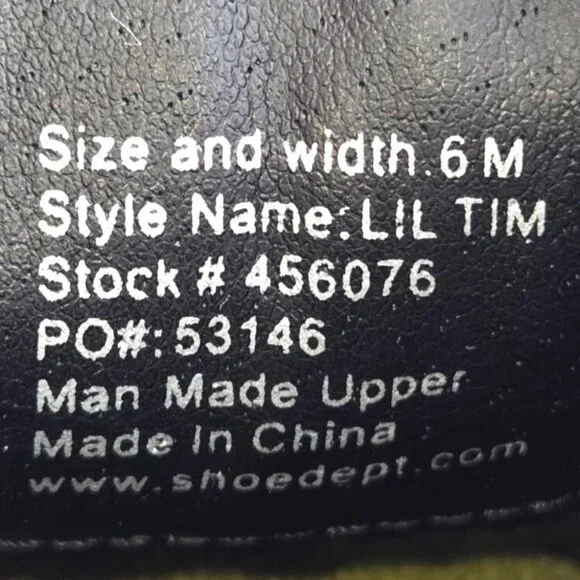 Size and width.6 M
Style Name: LIL TIM
Stock # 456076
PO#: 53146
Man Made Upper
Made In China
www.shoedept.com